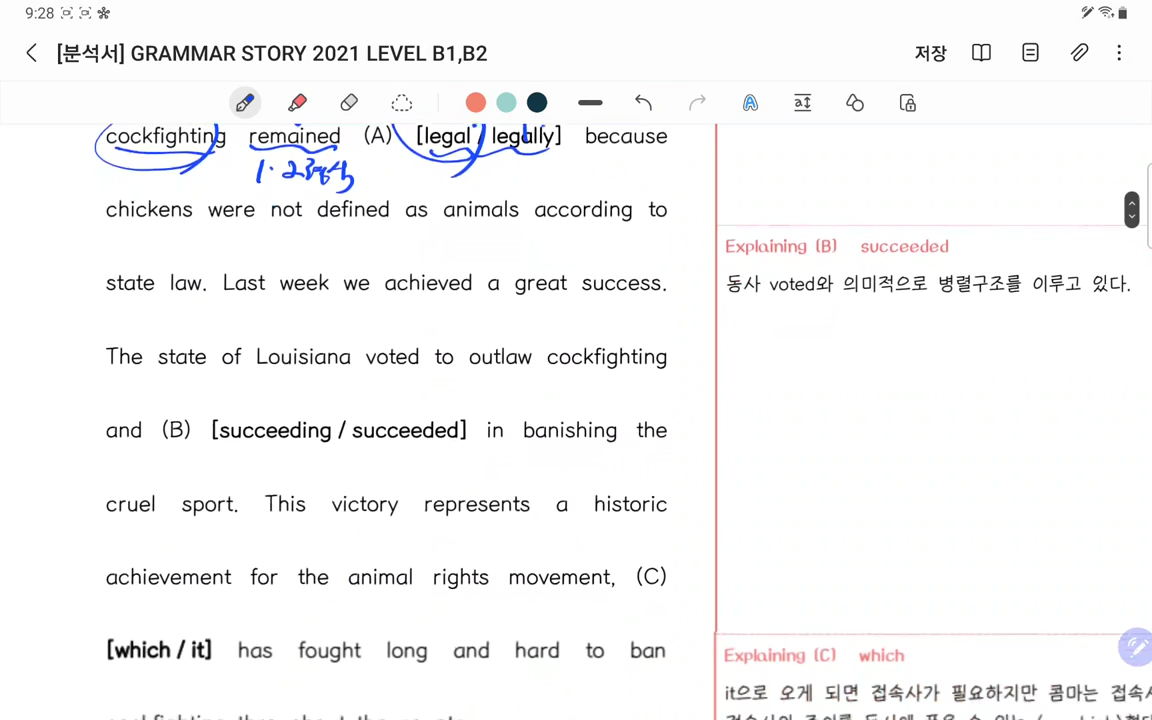 9:28
[분석서] GRAMMAR STORY 2021 LEVEL B1,B2
저장
cockfighting remained (A) [legal / legally] because
1·2형식
chickens were not defined as animals according to
state law. Last week we achieved a great success.
The state of Louisiana voted to outlaw cockfighting
and (B) [succeeding / succeeded] in banishing the
cruel sport. This victory represents a historic
achievement for the animal rights movement, (C)
[which / it] has fought long and hard to ban
Explaining (B) succeeded
동사 voted와 의미적으로 병렬구조를 이루고 있다.
Explaining (C) which
it으로 오게 되면 접속사가 필요하지만 콤마는